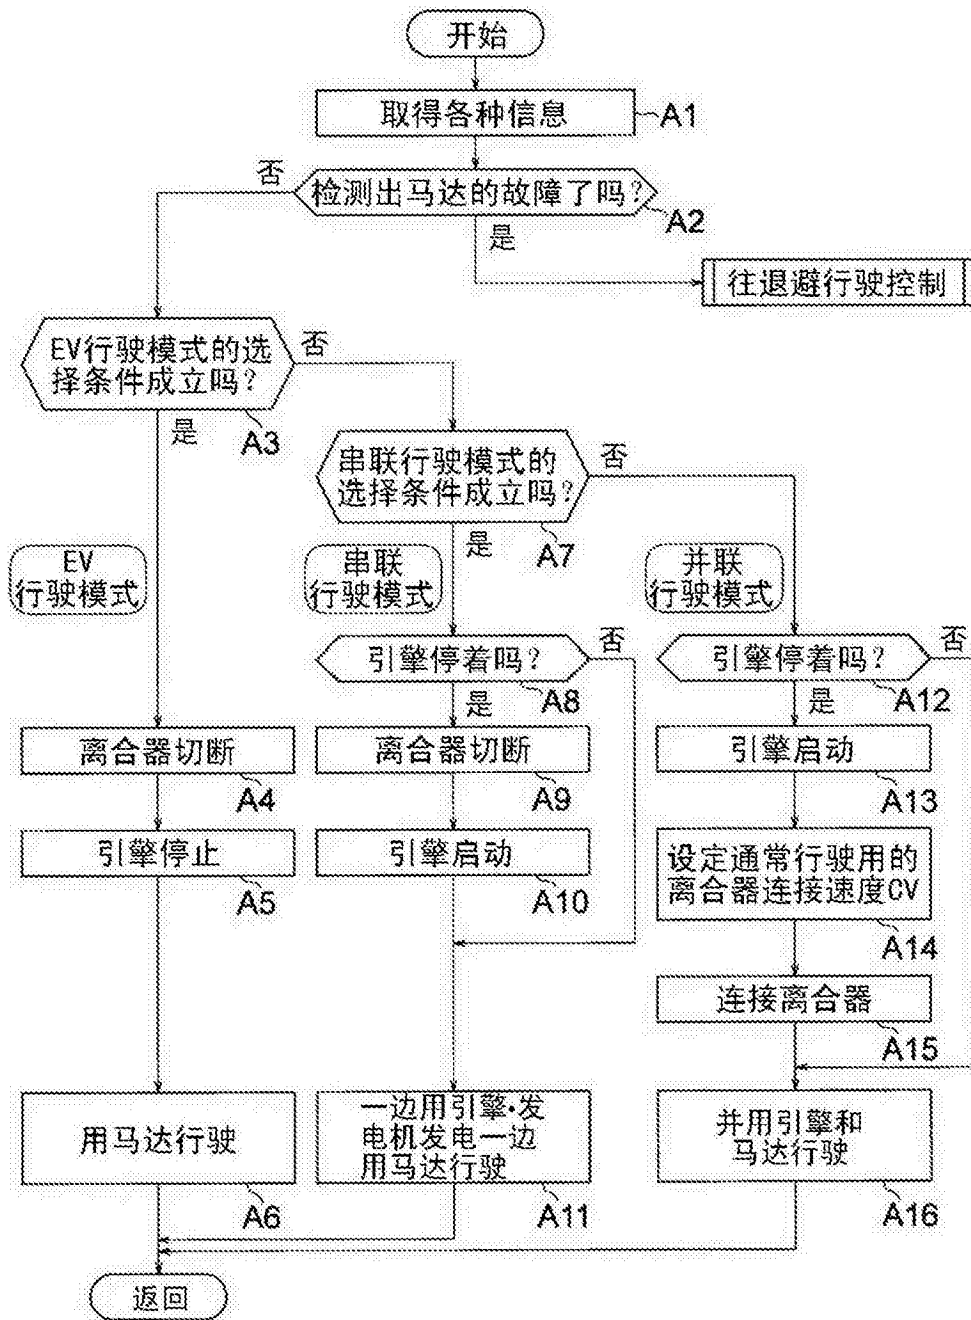 开始
取得各种信息
A1
否
检测出马达的故障了吗?
A2
是
往退避行驶控制
EV行驶模式的选
择条件成立吗?
否
A3
是
串联行驶模式的
选择条件成立吗?
否
A7
是
EV
行驶模式
串联
行驶模式
并联
行驶模式
引擎停着吗?
否
A8
是
引擎停着吗?
否
A12
是
离合器切断
A4
离合器切断
A9
引擎启动
A13
引擎停止
A5
引擎启动
A10
设定通常行驶用的
离合器连接速度CV
A14
连接离合器
A15
用马达行驶
A6
一边用引擎·发
电机发电一边
用马达行驶
A11
并用引擎和
马达行驶
A16
返回